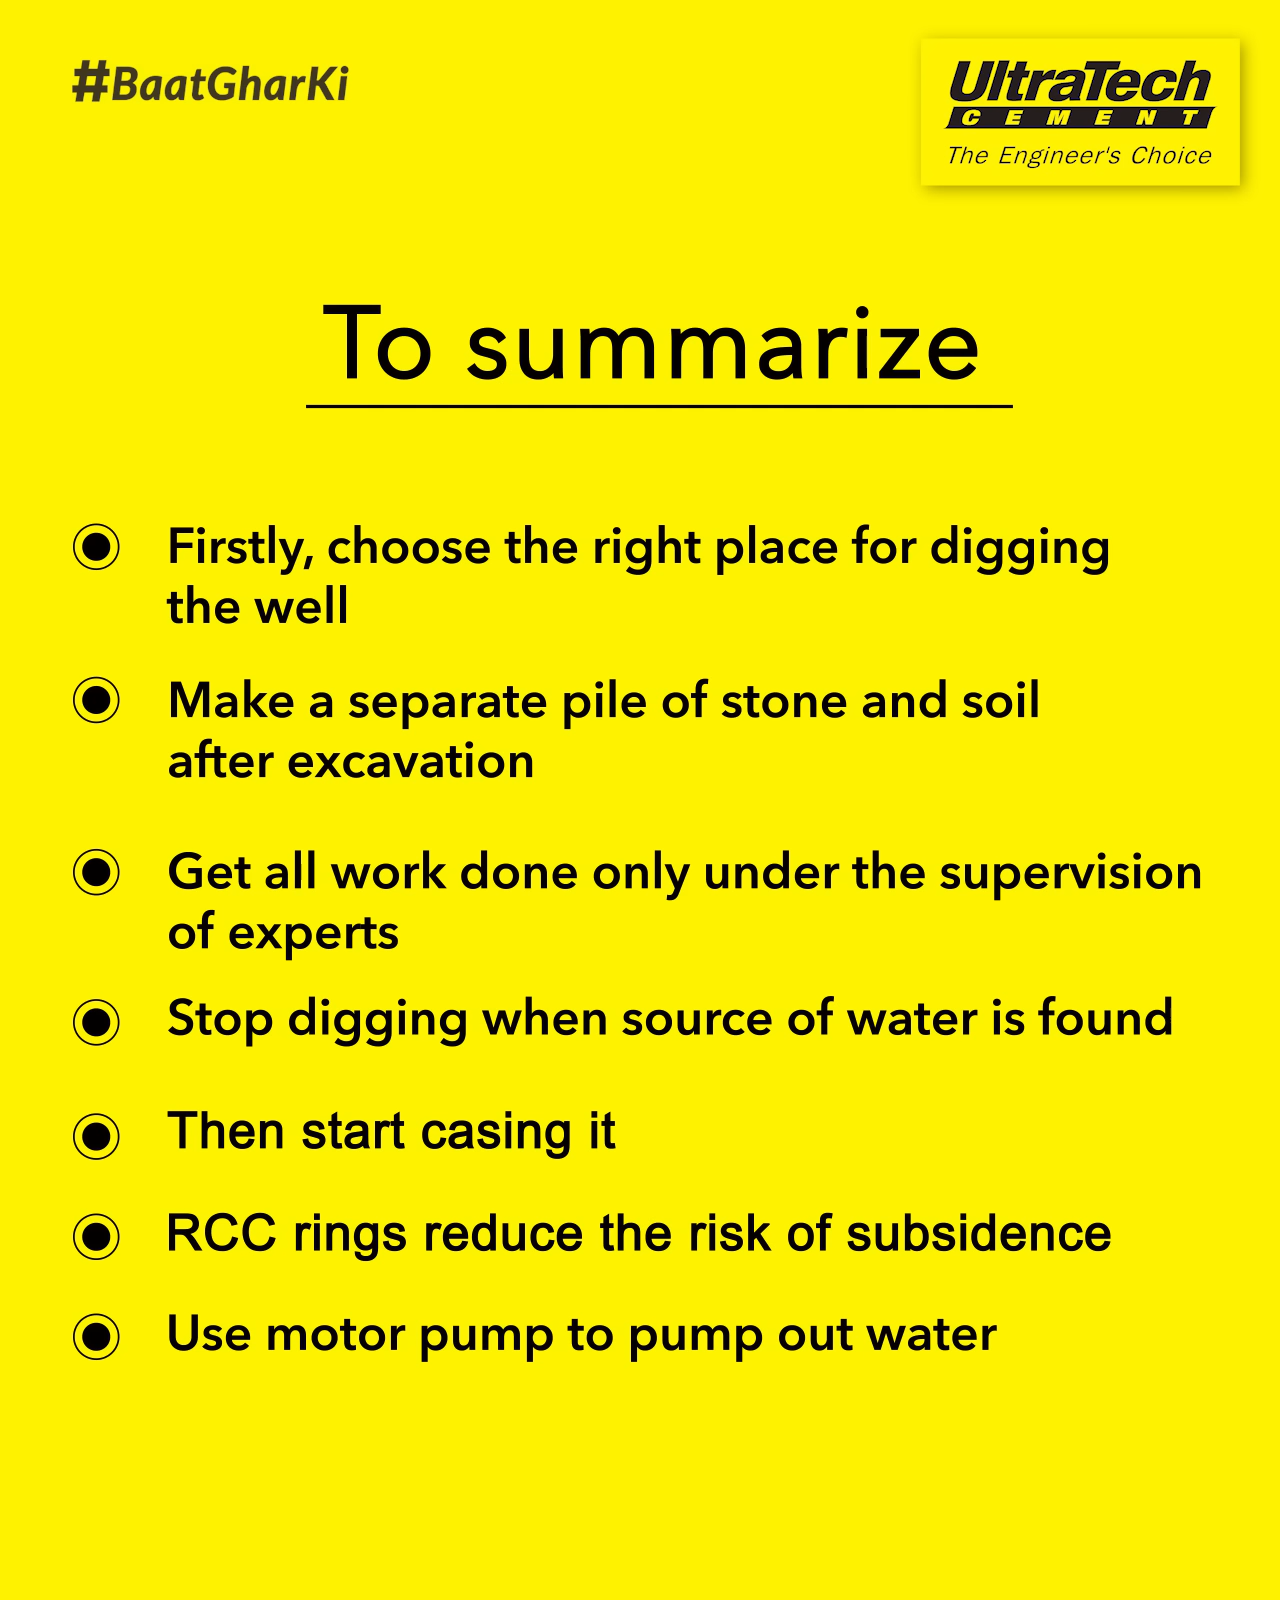 #BaatGharKi
UltraTech
CEMENT
The Engineer's Choice
To summarize
Firstly, choose the right place for digging
the well
Make a separate pile of stone and soil
after excavation
Get all work done only under the supervision
of experts
Stop digging when source of water is found
Then start casing it
RCC rings reduce the risk of subsidence
Use motor pump to pump out water